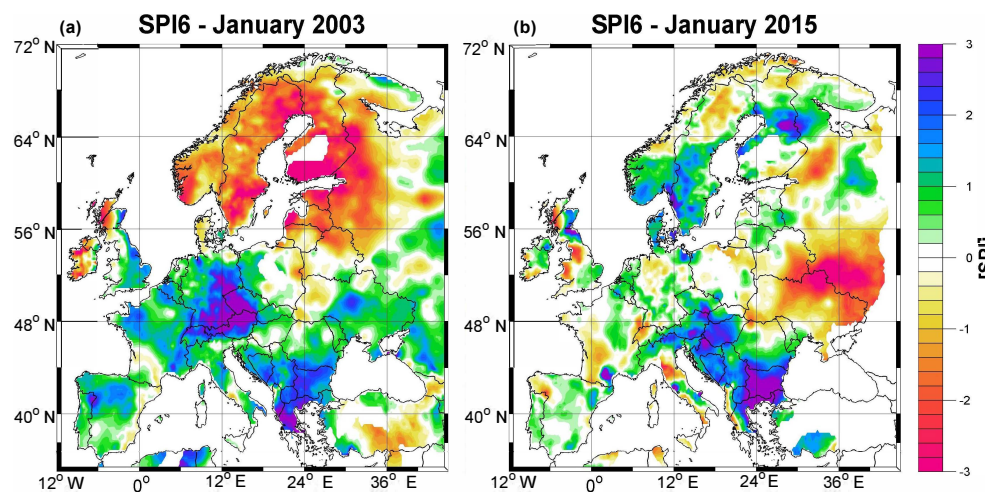 (a) SPI6 - January 2003
72° N
64° N
56° N
48° N
40° N
12° W 0° 12° E 24° E 36° E
(b) SPI6 - January 2015
72° N
64° N
56° N
48° N
40° N
12° W 0° 12° E 24° E 36° E
3
2
1
0
-1
-2
-3